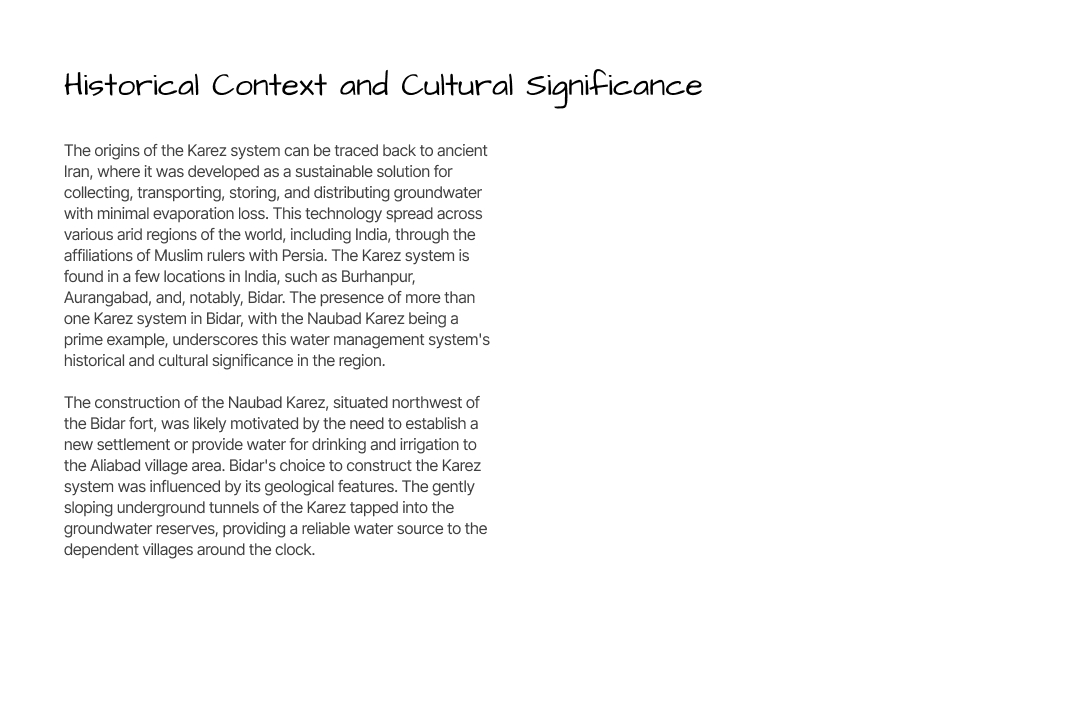 Historical Context and Cultural Significance
The origins of the Karez system can be traced back to ancient
Iran, where it was developed as a sustainable solution for
collecting, transporting, storing, and distributing groundwater
with minimal evaporation loss. This technology spread across
various arid regions of the world, including India, through the
affiliations of Muslim rulers with Persia. The Karez system is
found in a few locations in India, such as Burhanpur,
Aurangabad, and, notably, Bidar. The presence of more than
one Karez system in Bidar, with the Naubad Karez being a
prime example, underscores this water management system's
historical and cultural significance in the region.
The construction of the Naubad Karez, situated northwest of
the Bidar fort, was likely motivated by the need to establish a
new settlement or provide water for drinking and irrigation to
the Aliabad village area. Bidar's choice to construct the Karez
system was influenced by its geological features. The gently
sloping underground tunnels of the Karez tapped into the
groundwater reserves, providing a reliable water source to the
dependent villages around the clock.